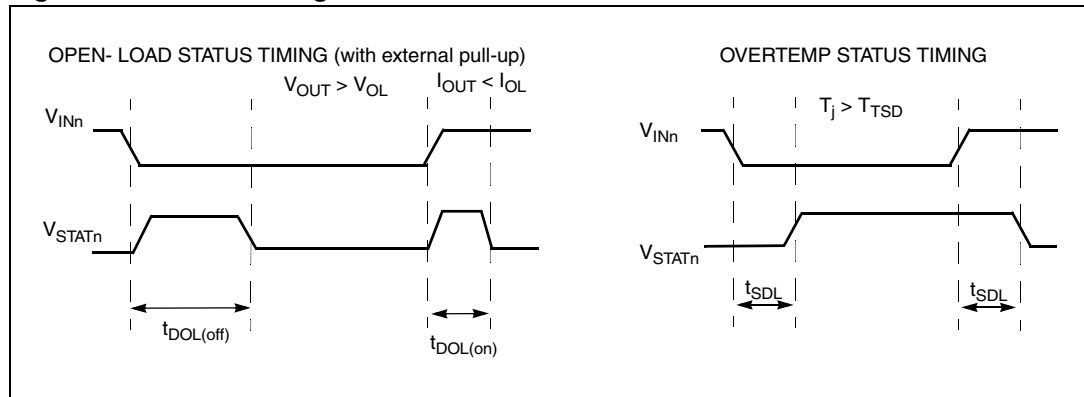 OPEN- LOAD STATUS TIMING (with external pull-up)
V_OUT > V_OL
I_OUT < I_OL
V_INn
V_STATn
t_DOL(off)
t_DOL(on)
OVERTEMP STATUS TIMING
T_j > T_TSD
V_INn
V_STATn
t_SDL
t_SDL